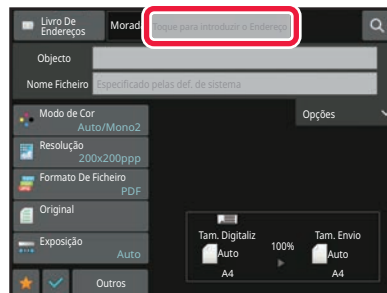 Livro De
Endereços
Morada
Toque para introduzir o Endereço
Objecto
Nome Ficheiro
Especificado pelas def. de sistema
Modo de Cor
Auto/Mono2
Opções
Resolução
200x200ppp
Formato De Ficheiro
PDF
Original
Exposição
Auto
Outros
Tam. Digitaliz
100%
Tam. Envio
Auto
Auto
A4
A4